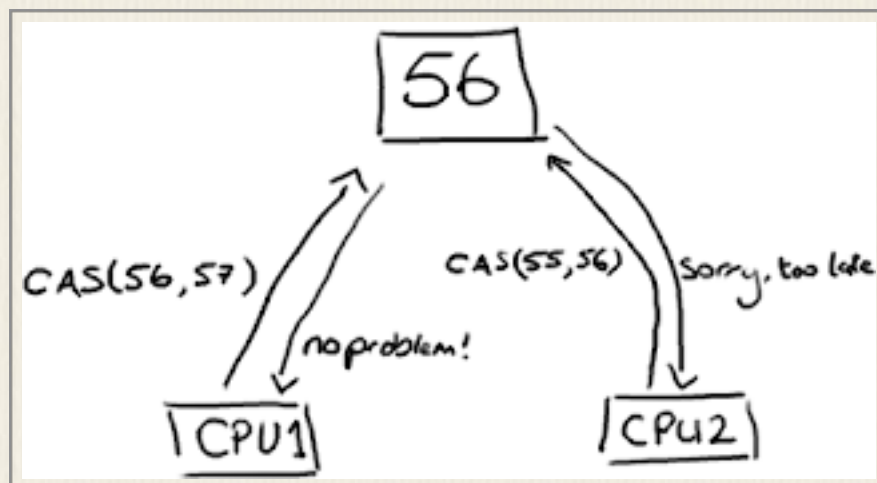 56
CAS(56,57)
no problem!
CAS(55,56)
Sorry, too late
CPU1
CPU2